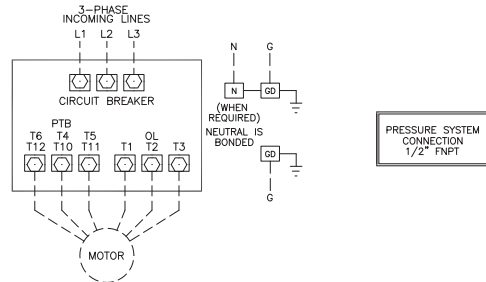 3-PHASE
INCOMING LINES
L1 L2 L3
N G
CIRCUIT BREAKER
N GD
(WHEN
REQUIRED)
NEUTRAL IS
BONDED
PTB
T6 T4 T5 OL
T12 T10 T11 T1 T2 T3
GD
G
MOTOR
PRESSURE SYSTEM
CONNECTION
1/2" FNPT